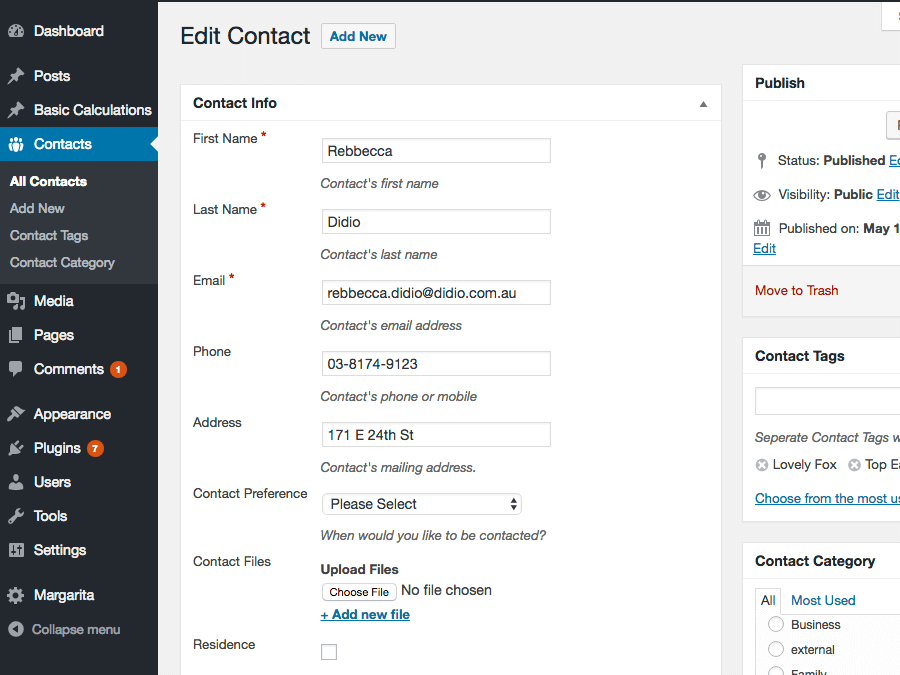 Dashboard
Posts
Basic Calculations
Contacts
All Contacts
Add New
Contact Tags
Contact Category
Media
Pages
Comments 1
Appearance
Plugins 7
Users
Tools
Settings
Margarita
Collapse menu
Edit Contact Add New
Contact Info
First Name *
Rebbecca
Contact's first name
Last Name *
Didio
Contact's last name
Email *
rebbecca.didio@didio.com.au
Contact's email address
Phone
03-8174-9123
Contact's phone or mobile
Address
171 E 24th St
Contact's mailing address.
Contact Preference
Please Select
When would you like to be contacted?
Contact Files
Upload Files
Choose File No file chosen
+ Add new file
Residence
Publish
Status: Published
Visibility: Public Edit
Published on: May 1
Edit
Move to Trash
Contact Tags
Seperate Contact Tags
Lovely Fox Top
Choose from the most
Contact Category
All Most Used
Business
external
Family